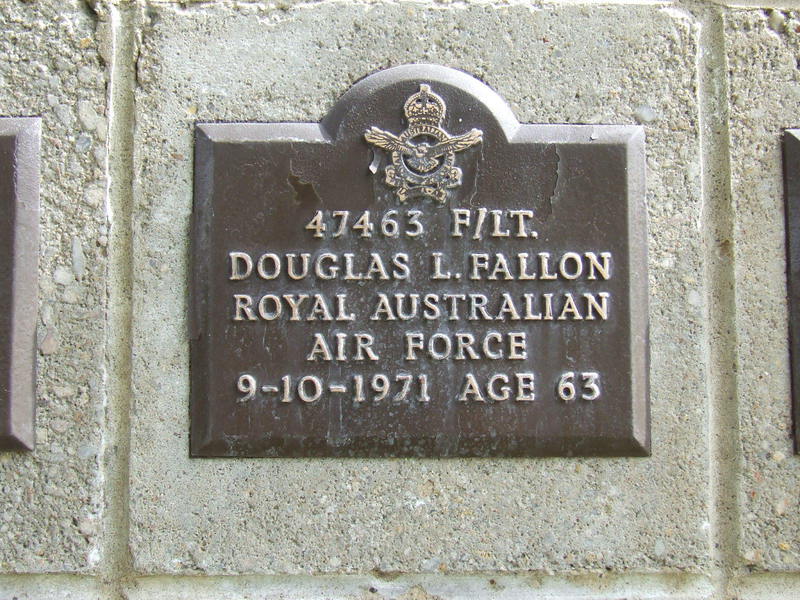 47463 F/LT.
DOUGLAS L. FALLON
ROYAL AUSTRALIAN
AIR FORCE
9-10-1971 AGE 63